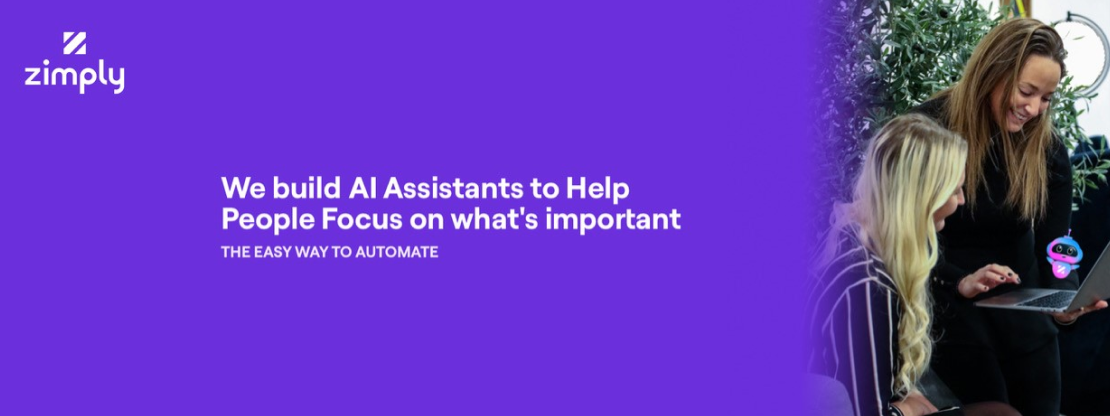 zimply
We build AI Assistants to Help
People Focus on what's important
THE EASY WAY TO AUTOMATE